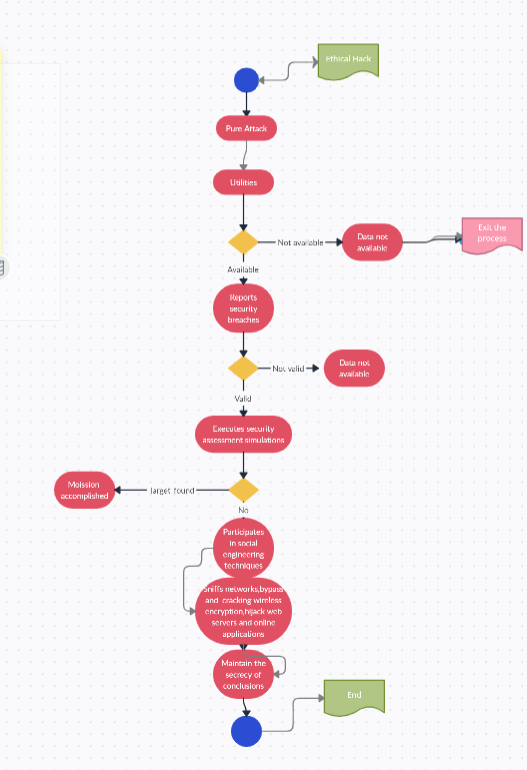 Ethical Hack
Pure Attack
Utilities
Not available
Data not
available
Exit the
process
Available
Reports
security
breaches
Not valid
Data not
available
Valid
Executes security
assessment simulations
Moission
accomplished
Target found
No
Participates
in social
engineering
techniques
Sniffs networks,bypass
and cracking wireless
encryption,hijack web
servers and online
applications
Maintain the
secrecy of
conclusions
End